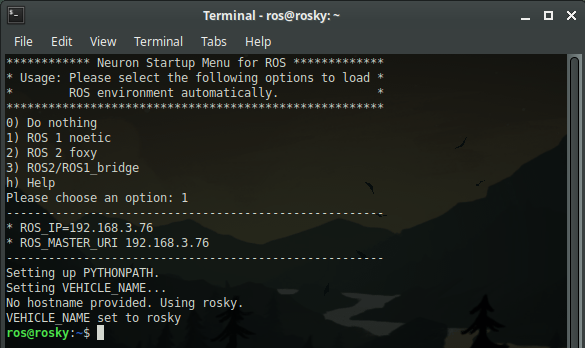 Terminal - ros@rosky: ~
File Edit View Terminal Tabs Help
************ Neuron Startup Menu for ROS *************
* Usage: Please select the following options to load *
*        ROS environment automatically.              *
******************************************************
0) Do nothing
1) ROS 1 noetic
2) ROS 2 foxy
3) ROS2/ROS1_bridge
h) Help
Please choose an option: 1
------------------------------------------------------
* ROS_IP=192.168.3.76
* ROS_MASTER_URI 192.168.3.76
------------------------------------------------------
Setting up PYTHONPATH.
Setting VEHICLE_NAME...
No hostname provided. Using rosky.
VEHICLE_NAME set to rosky
ros@rosky:~$